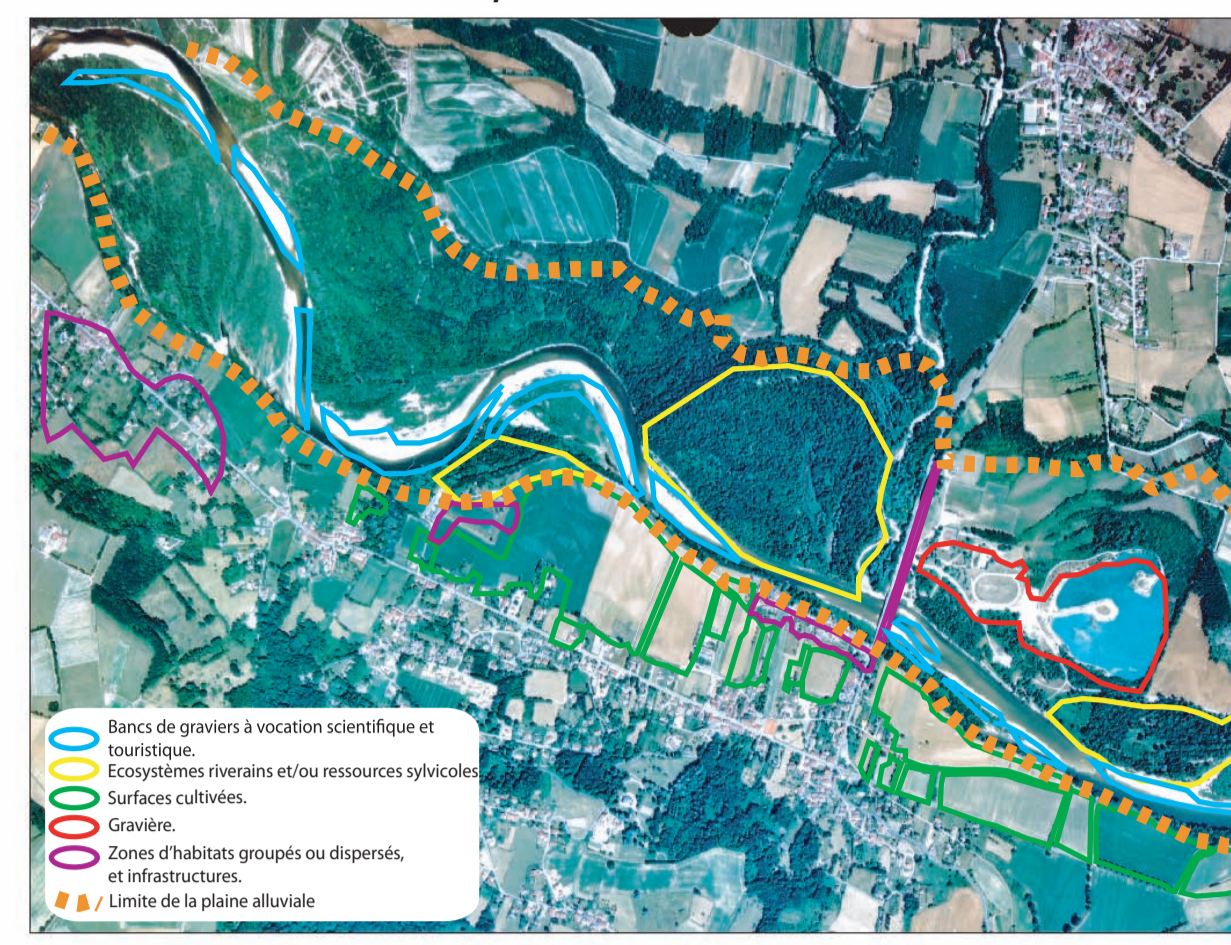 Bancs de graviers à vocation scientifique et
touristique.
Ecosystèmes riverains et/ou ressources sylvicoles
Surfaces cultivées.
Gravière.
Zones d'habitats groupés ou dispersés,
et infrastructures.
Limite de la plaine alluviale